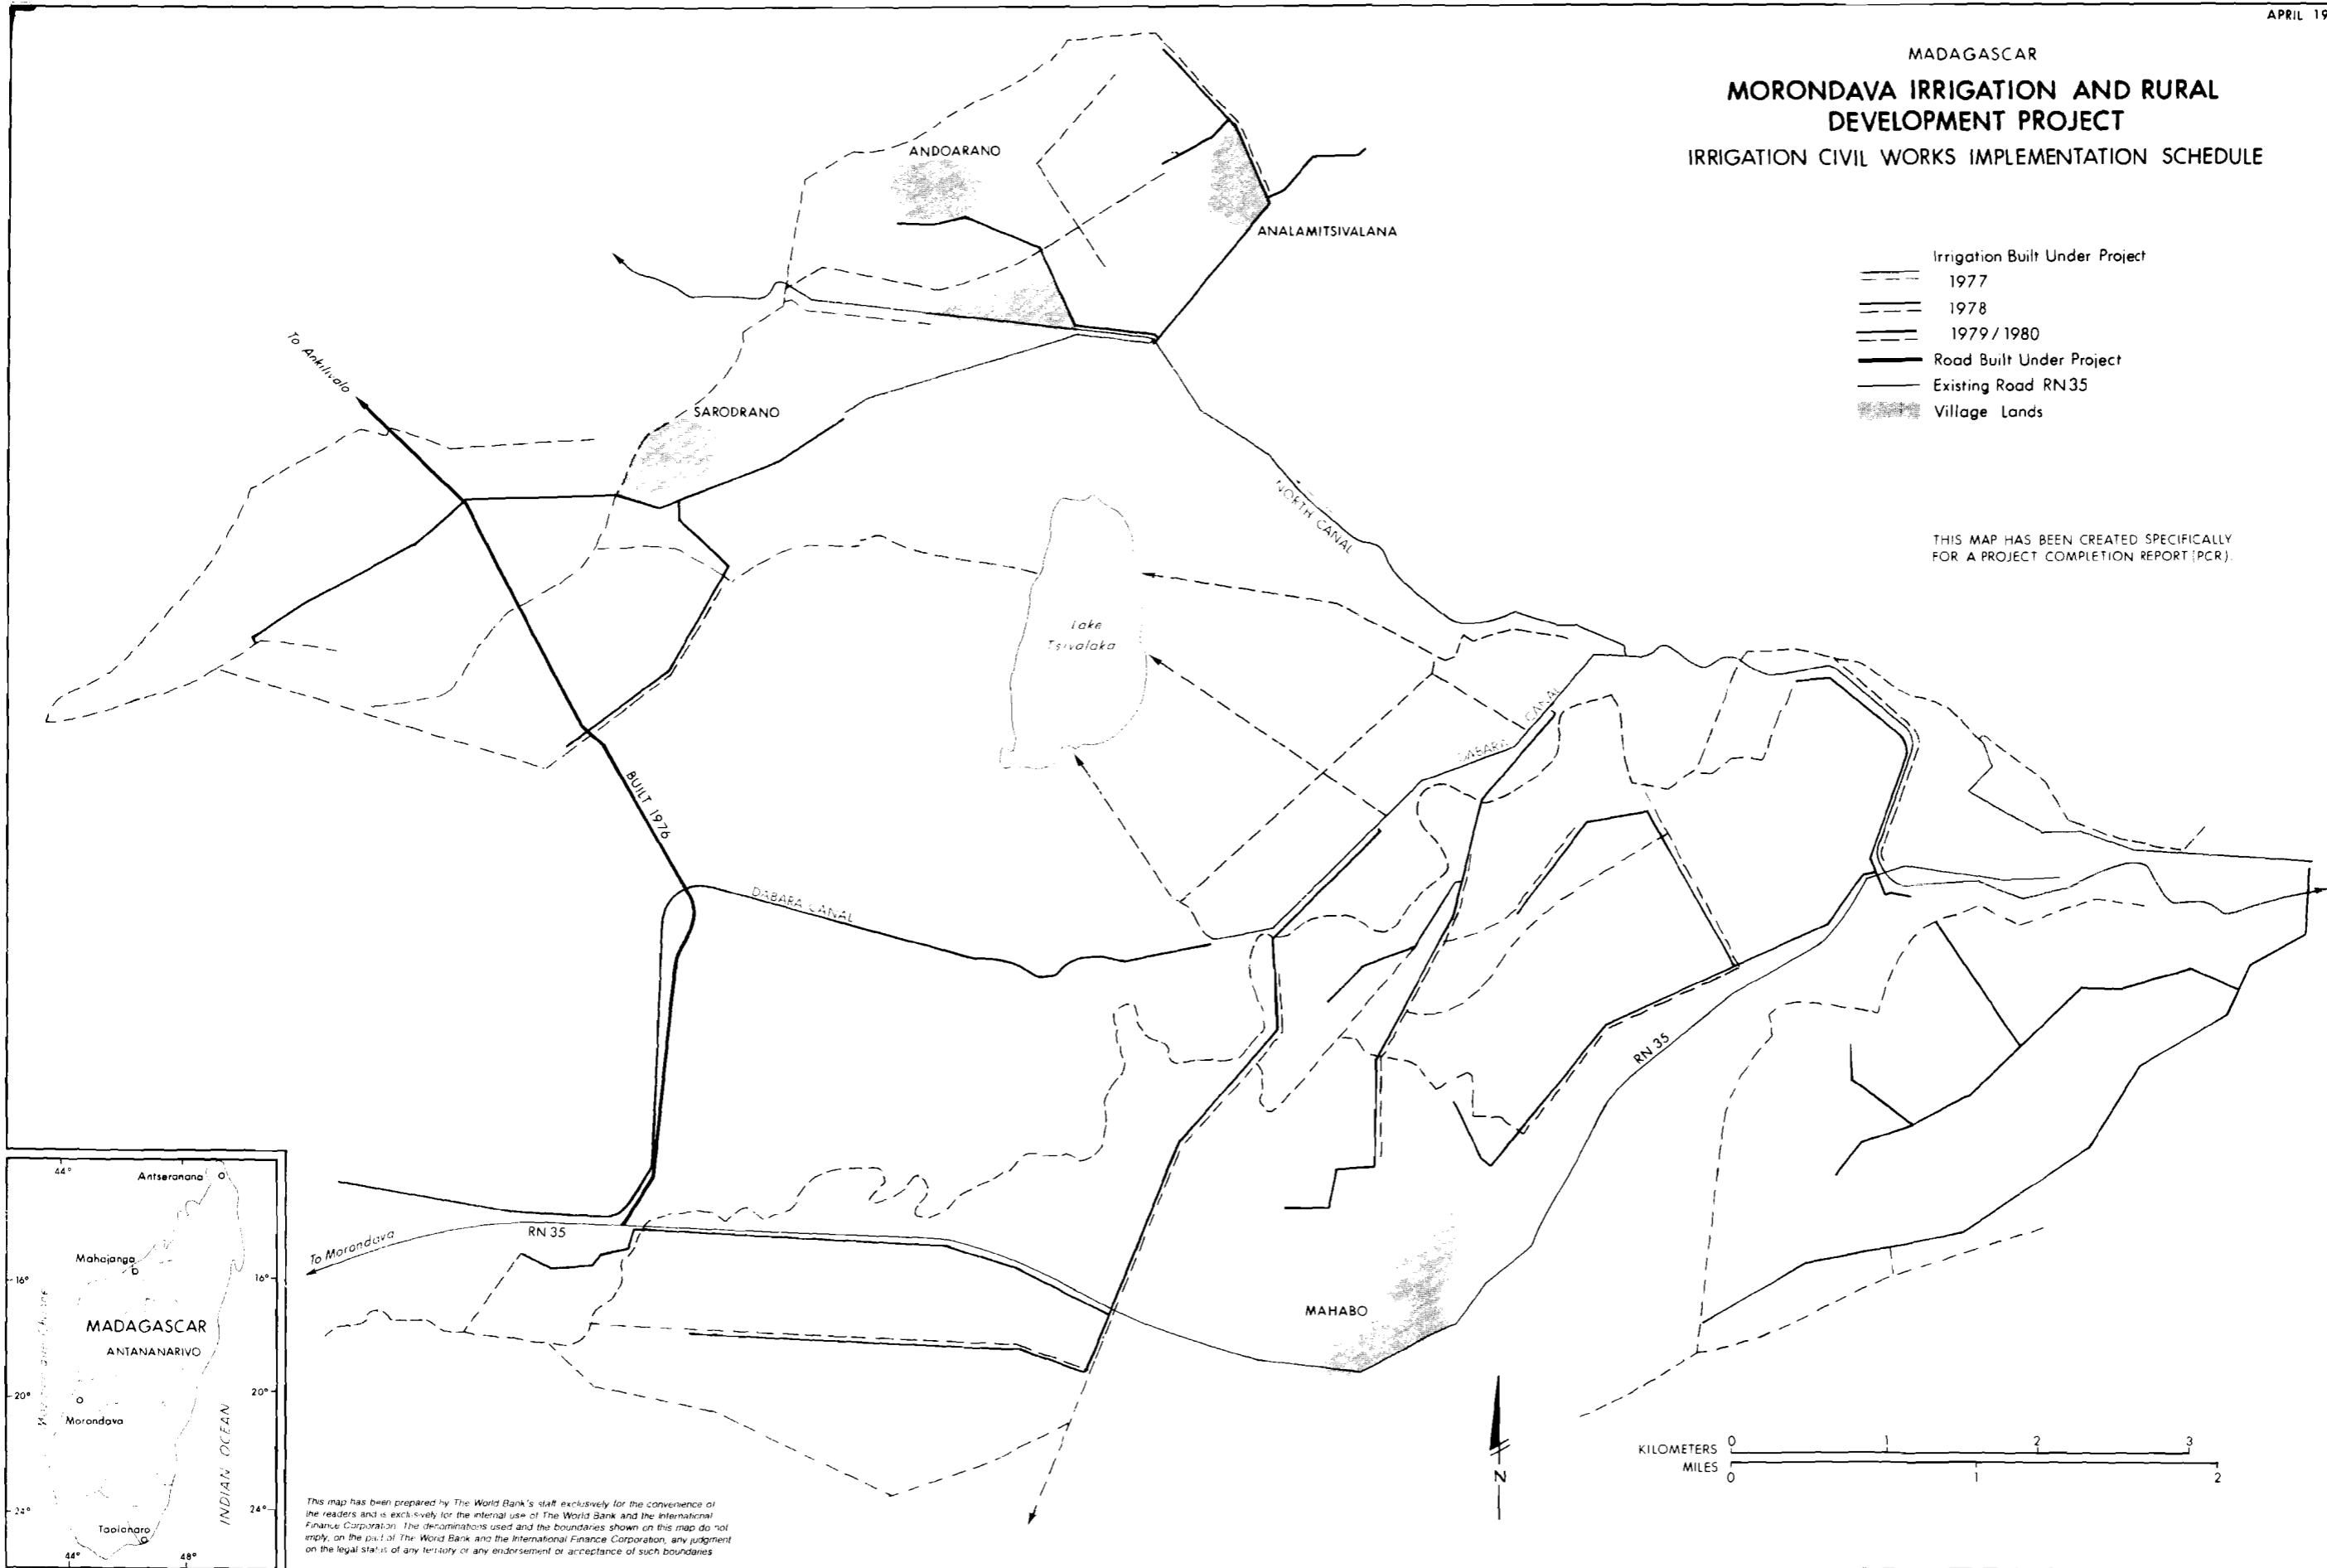 APRIL 19
MADAGASCAR
MORONDAVA IRRIGATION AND RURAL
DEVELOPMENT PROJECT
IRRIGATION CIVIL WORKS IMPLEMENTATION SCHEDULE
Irrigation Built Under Project
1977
1978
1979/1980
Road Built Under Project
Existing Road RN35
Village Lands
THIS MAP HAS BEEN CREATED SPECIFICALLY
FOR A PROJECT COMPLETION REPORT (PCR).
ANDOARANO
ANALAMITSIVALANA
To Ankilivalo
SARODRANO
NORTH CANAL
Lake
Tsivalaka
DABARA CANAL
BUILT 1976
DABARA CANAL
RN 35
RN 35
To Morondava
MAHABO
KILOMETERS 0 1 2 3
MILES 0 1 2
N
44°
Antseranana
Mahajanga
16°
16°
MADAGASCAR
ANTANANARIVO
20°
20°
Morondava
INDIAN OCEAN
24°
24°
Taolanaro
44°
48°
This map has been prepared by The World Bank's staff exclusively for the convenience of
the readers and is exclusively for the internal use of The World Bank and the International
Finance Corporation. The denominations used and the boundaries shown on this map do not
imply, on the part of The World Bank and the International Finance Corporation, any judgment
on the legal status of any territory or any endorsement or acceptance of such boundaries